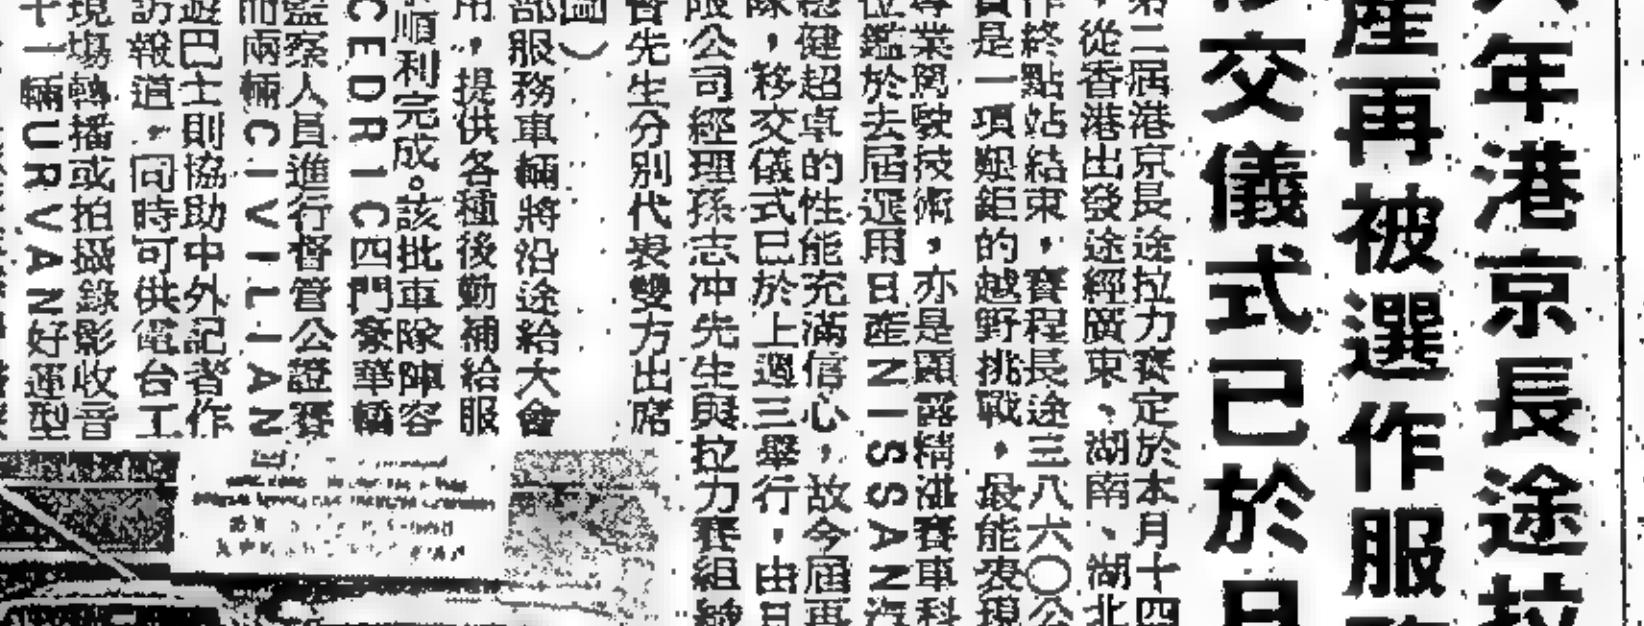 年港京長途拉
產再被選作服
交儀式已於日
第二屆港京長途拉力賽定於本月十四
，從香港出發途經廣東、湖南、湖北
作終點站結束，賽程長途三八六〇公
是一項艱鉅的越野挑戰，最能表現
專業駕駛技術，亦是顯露精湛賽車科
位鑑於去屆選用日產NISSAN汽
穩健超卓的性能充滿信心，故今屆再
隊，移交儀式已於上週三舉行，由日
限公司經理孫志冲先生與拉力賽組織
督先生分別代表雙方出席
圖）
部服務車輛將沿途給大會
用，提供各種後勤補給服
順利完成。該批車隊陣容
CEDRIC四門豪華轎
監察人員進行督管公證賽
而兩輛CIVILIAN
遊巴士則協助中外記者作
訪報道，同時可供電台工
現場轉播或拍攝錄影收音
十一輛URVAN好運型